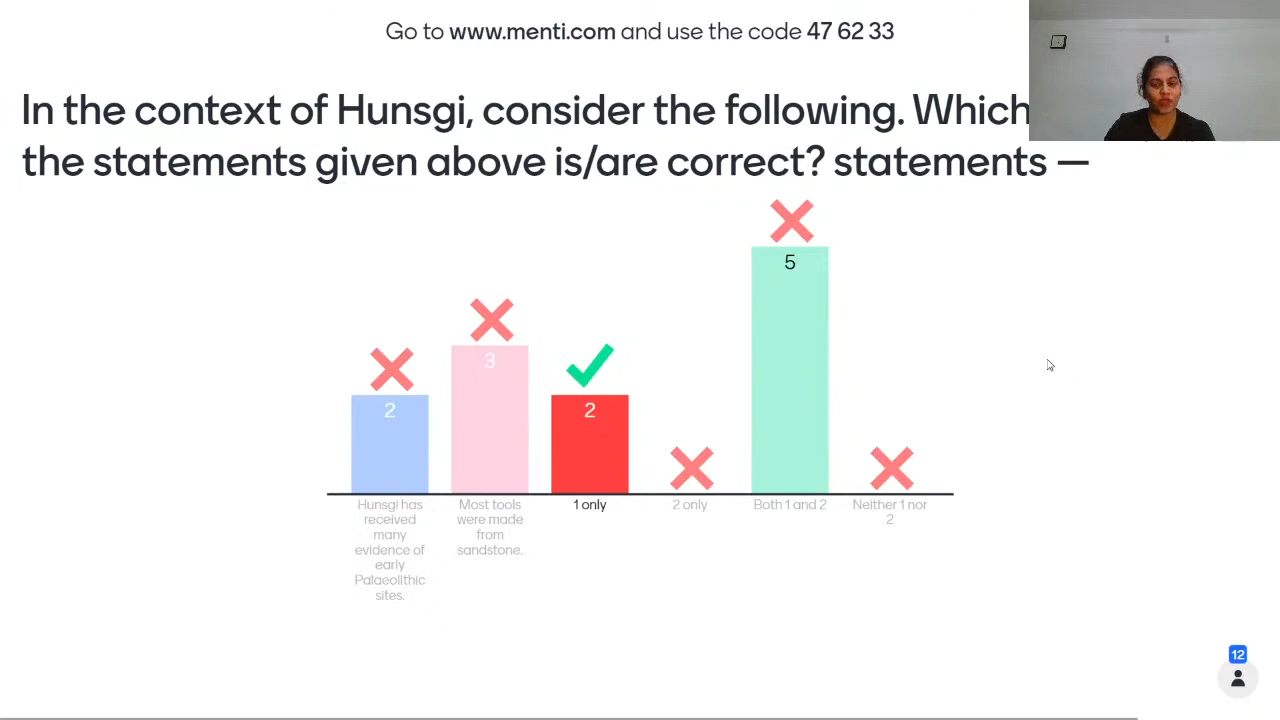 Go to www.menti.com and use the code 47 62 33
In the context of Hunsgi, consider the following. Which
the statements given above is/are correct? statements —
5
3
2
2
Hunsgi has
received
many
evidence of
early
Palaeolithic
sites.
Most tools
were made
from
sandstone.
1 only
2 only
Both 1 and 2
Neither 1 nor
2
12